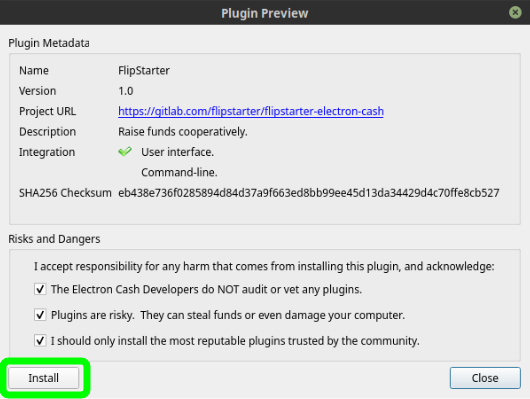 Plugin Preview
Plugin Metadata
Name FlipStarter
Version 1.0
Project URL https://gitlab.com/flipstarter/flipstarter-electron-cash
Description Raise funds cooperatively.
Integration User interface.
Command-line.
SHA256 Checksum eb438e736f0285894d84d37a9f663ed8bb99ee45d13da34429d4c70ffe8cb527
Risks and Dangers
I accept responsibility for any harm that comes from installing this plugin, and acknowledge:
The Electron Cash Developers do NOT audit or vet any plugins.
Plugins are risky. They can steal funds or even damage your computer.
I should only install the most reputable plugins trusted by the community.
Install Close